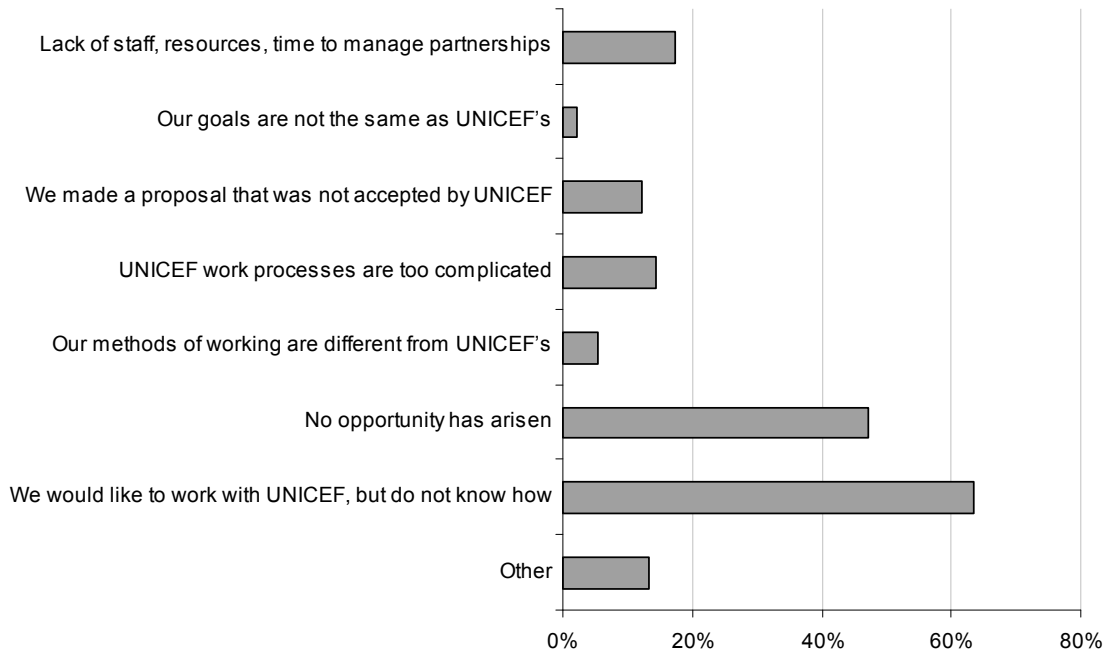 Lack of staff, resources, time to manage partnerships
Our goals are not the same as UNICEF’s
We made a proposal that was not accepted by UNICEF
UNICEF work processes are too complicated
Our methods of working are different from UNICEF’s
No opportunity has arisen
We would like to work with UNICEF, but do not know how
Other
0% 20% 40% 60% 80%